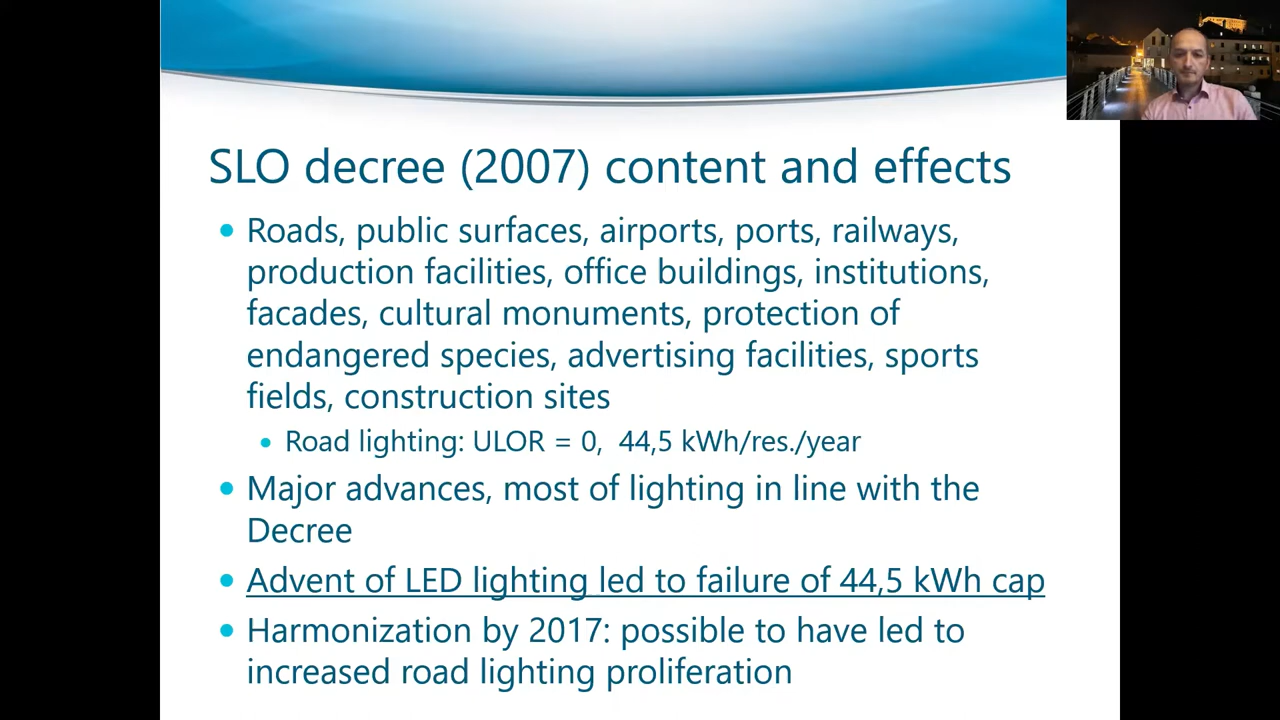 SLO decree (2007) content and effects
Roads, public surfaces, airports, ports, railways,
production facilities, office buildings, institutions,
facades, cultural monuments, protection of
endangered species, advertising facilities, sports
fields, construction sites
Road lighting: ULOR = 0, 44,5 kWh/res./year
Major advances, most of lighting in line with the
Decree
Advent of LED lighting led to failure of 44,5 kWh cap
Harmonization by 2017: possible to have led to
increased road lighting proliferation